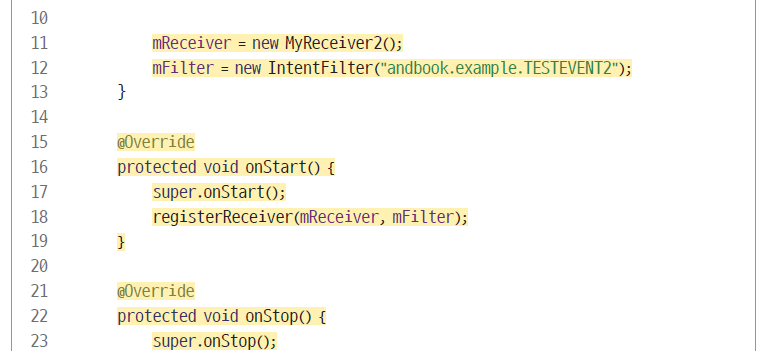 10
11 mReceiver = new MyReceiver2();
12 mFilter = new IntentFilter("andbook.example.TESTEVENT2");
13 }
14
15 @Override
16 protected void onStart() {
17 super.onStart();
18 registerReceiver(mReceiver, mFilter);
19 }
20
21 @Override
22 protected void onStop() {
23 super.onStop();